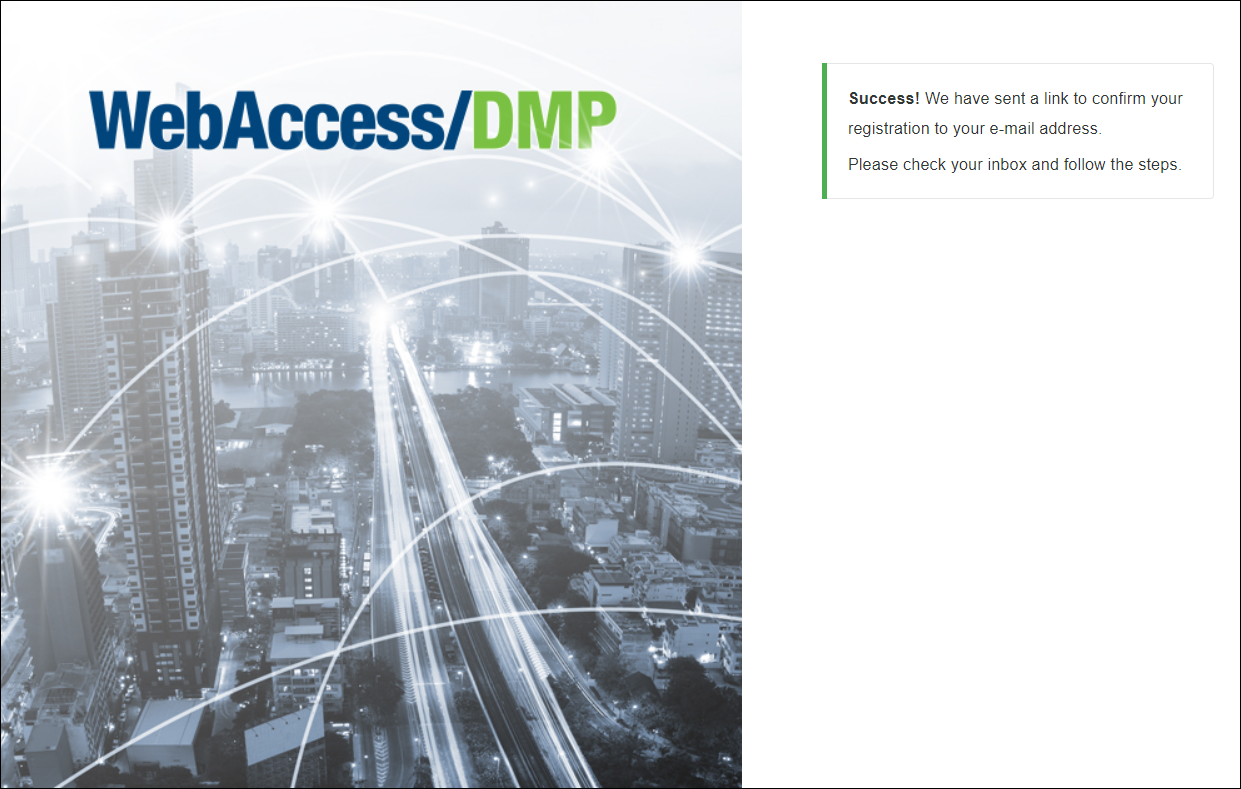 WebAccess/DMP
Success! We have sent a link to confirm your
registration to your e-mail address.
Please check your inbox and follow the steps.